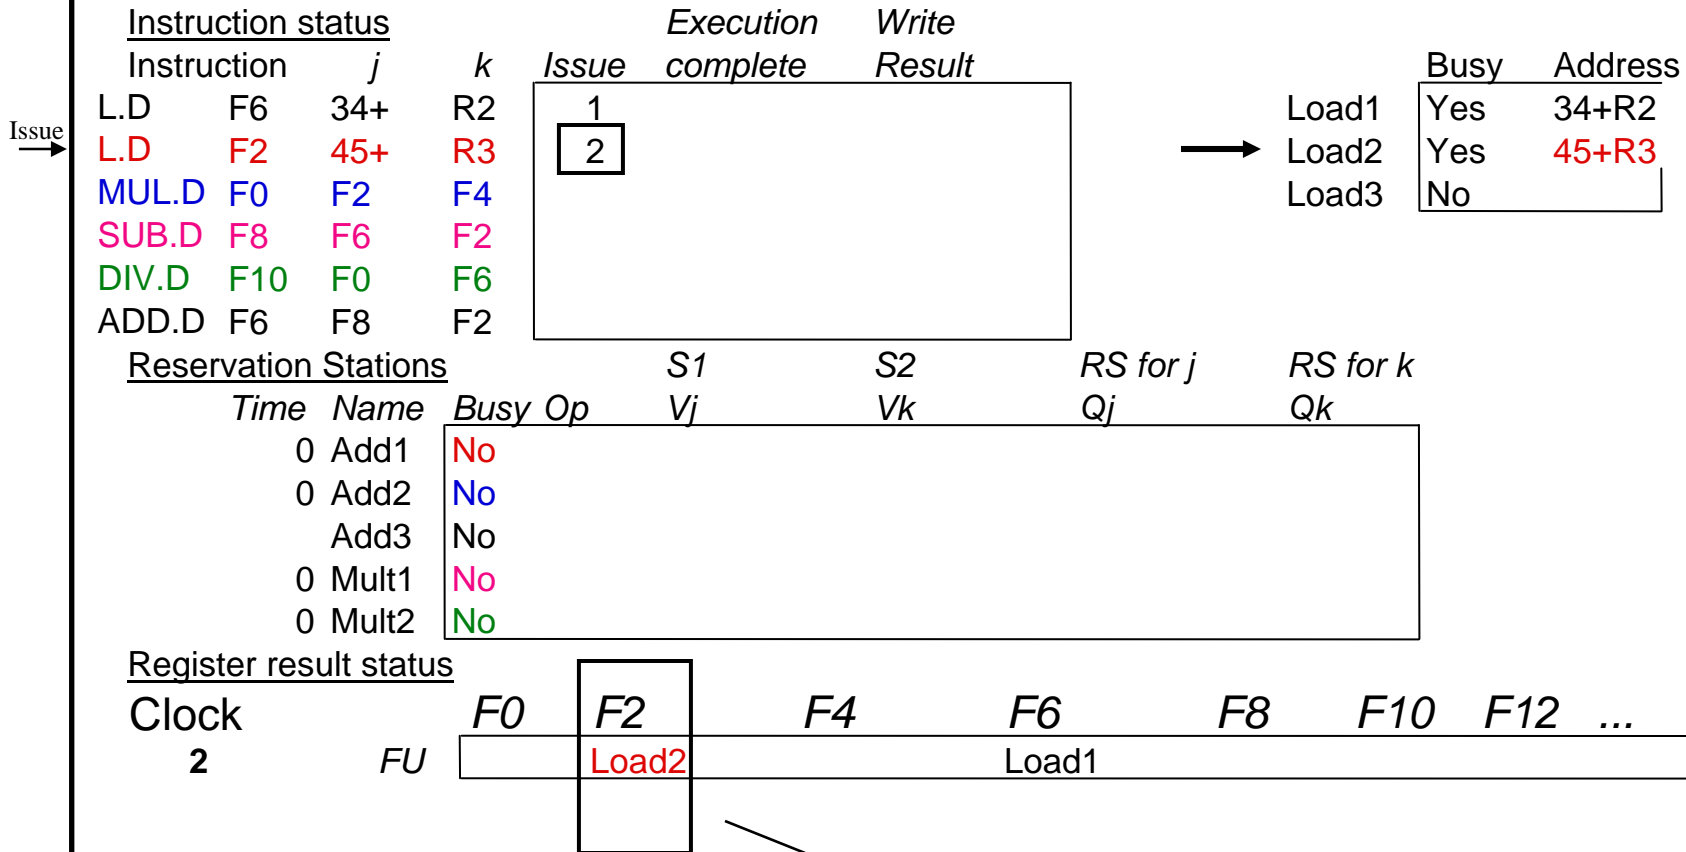 Instruction status Execution Write
Instruction j k Issue complete Result Busy Address
L.D F6 34+ R2 1 Load1 Yes 34+R2
Issue L.D F2 45+ R3 2 Load2 Yes 45+R3
MUL.D F0 F2 F4 Load3 No
SUB.D F8 F6 F2
DIV.D F10 F0 F6
ADD.D F6 F8 F2
Reservation Stations S1 S2 RS for j RS for k
Time Name Busy Op Vj Vk Qj Qk
0 Add1 No
0 Add2 No
Add3 No
0 Mult1 No
0 Mult2 No
Register result status
Clock F0 F2 F4 F6 F8 F10 F12 ...
2 FU Load2 Load1